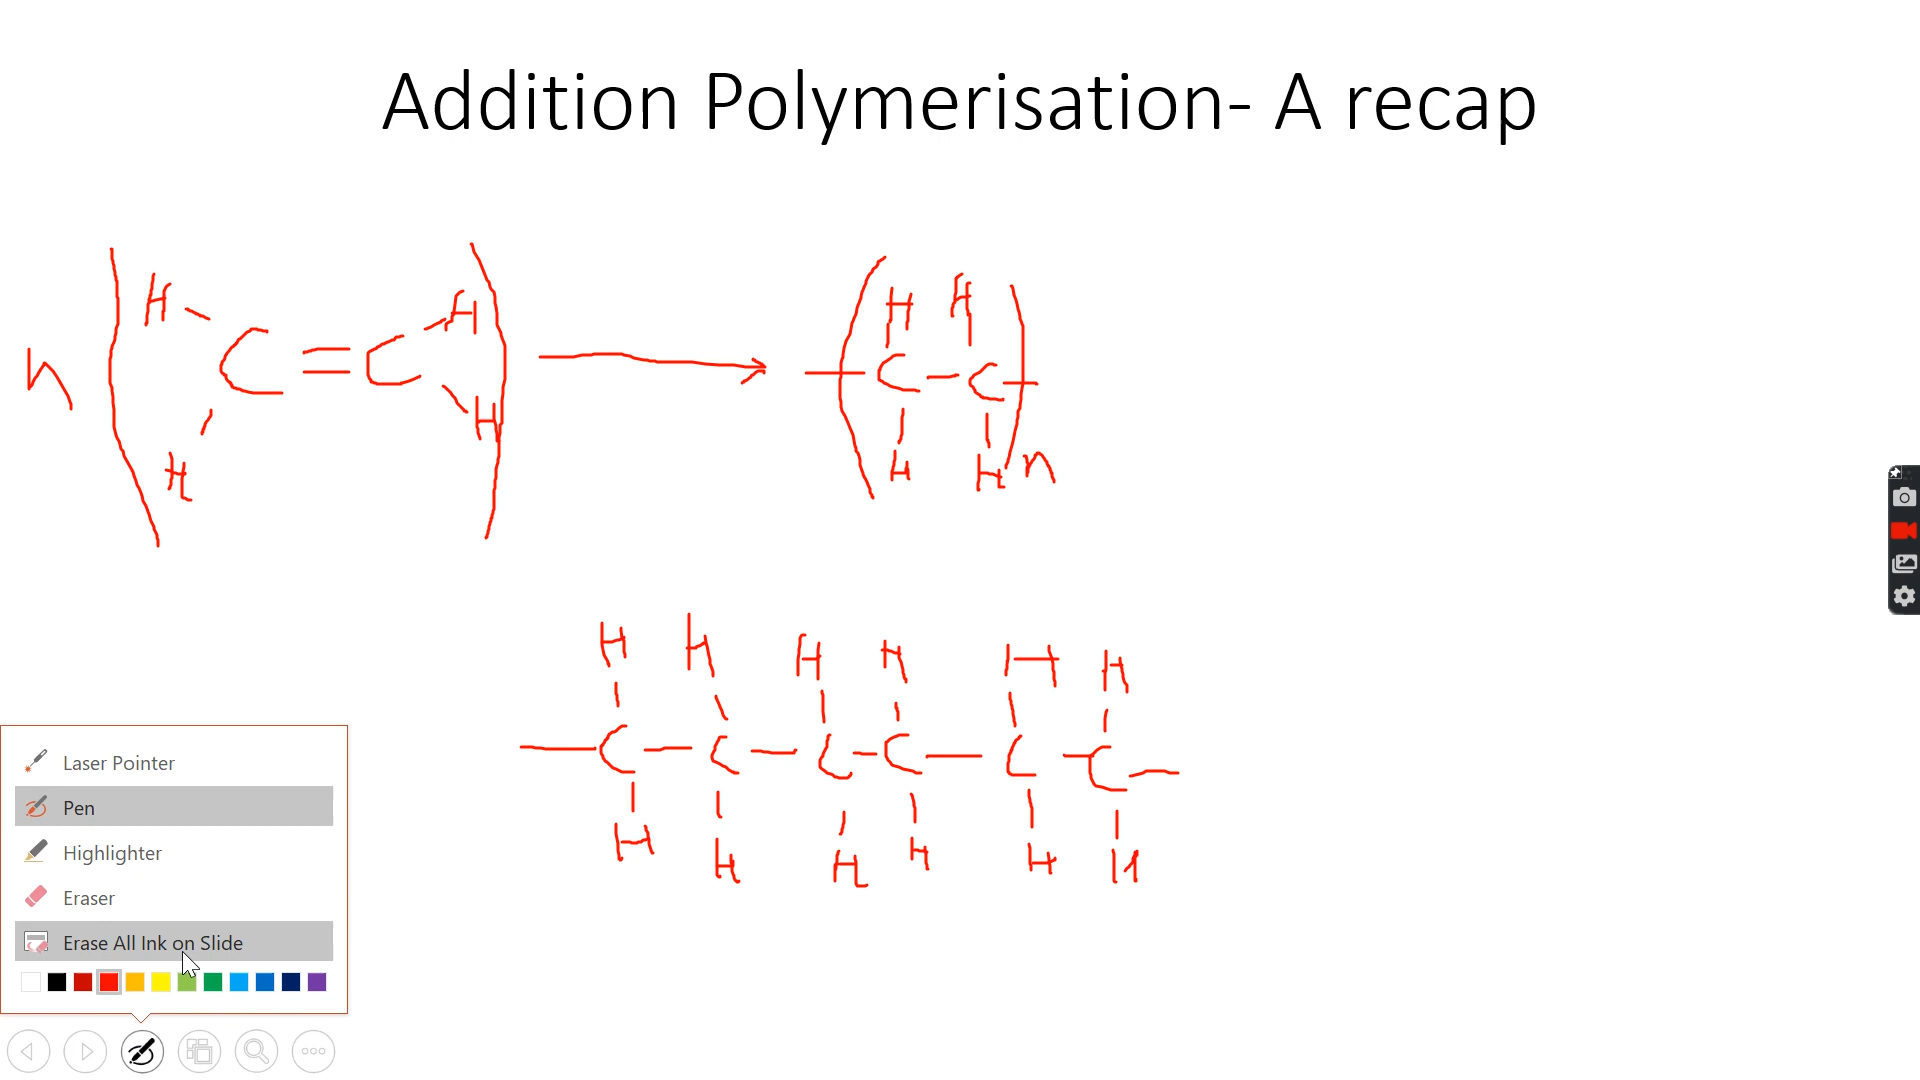 Addition Polymerisation- A recap
H H H H
n C = C C - C
H H H H n
H H H H H H
- C - C - C - C - C - C -
H H H H H H
Laser Pointer
Pen
Highlighter
Eraser
Erase All Ink on Slide